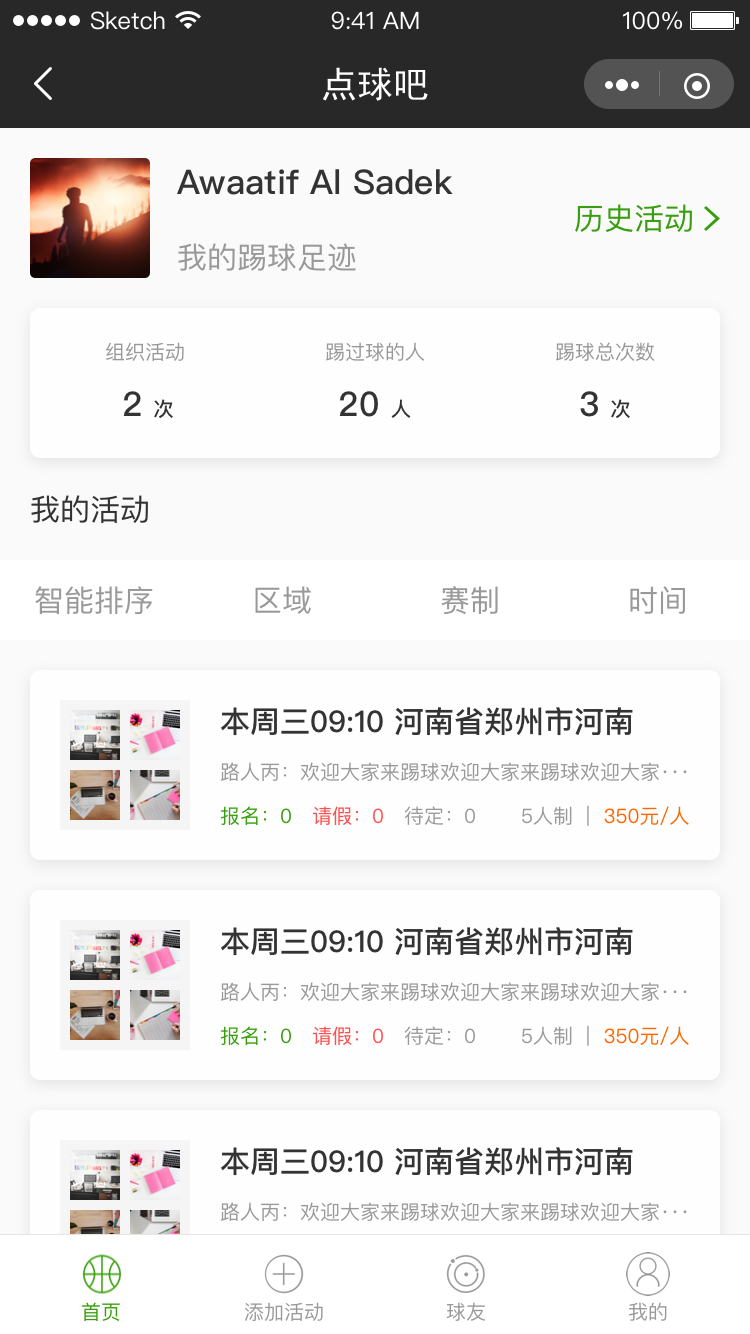 Sketch 9:41 AM 100%
点球吧
Awaatif Al Sadek
历史活动
我的踢球足迹
组织活动 踢过球的人 踢球总次数
2 次 20 人 3 次
我的活动
智能排序 区域 赛制 时间
本周三09:10 河南省郑州市河南
路人丙：欢迎大家来踢球欢迎大家来踢球欢迎大家···
报名：0 请假：0 待定：0 5人制 | 350元/人
本周三09:10 河南省郑州市河南
路人丙：欢迎大家来踢球欢迎大家来踢球欢迎大家···
报名：0 请假：0 待定：0 5人制 | 350元/人
本周三09:10 河南省郑州市河南
路人丙：欢迎大家来踢球欢迎大家来踢球欢迎大家···
首页 添加活动 球友 我的